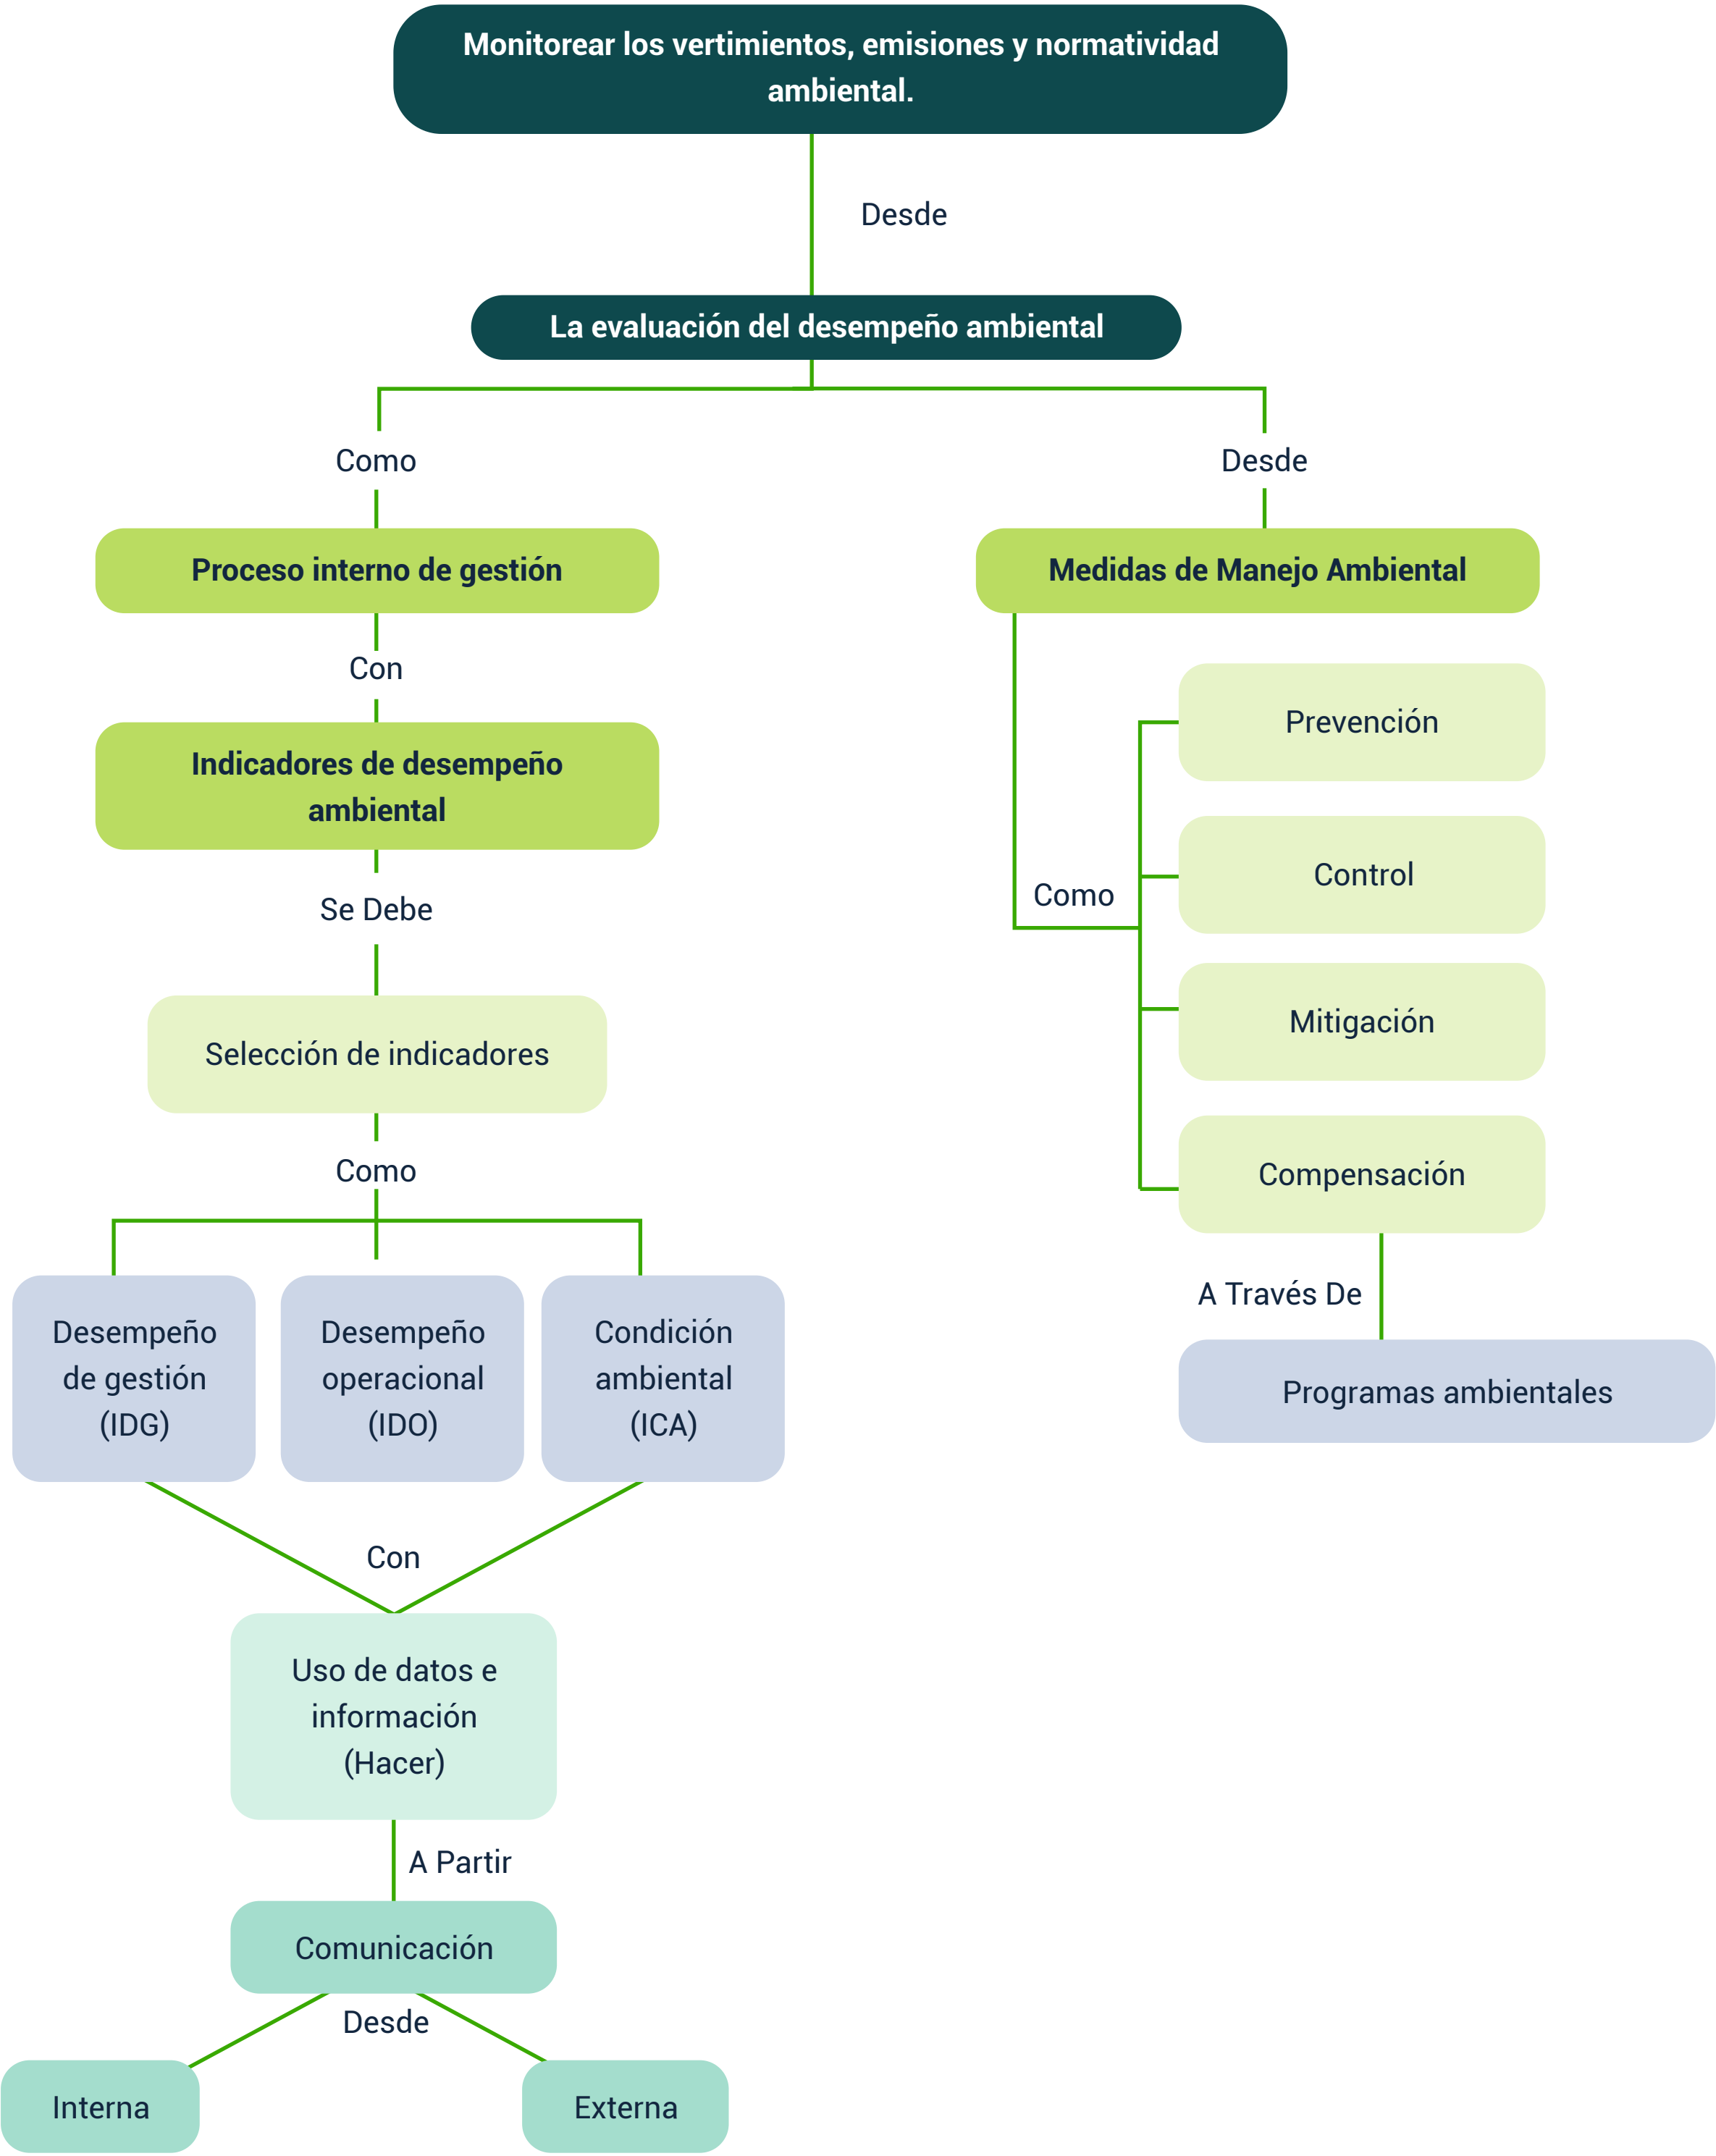 Monitorear los vertimientos, emisiones y normatividad
ambiental.
Desde
La evaluación del desempeño ambiental
Como
Proceso interno de gestión
Con
Indicadores de desempeño
ambiental
Se Debe
Selección de indicadores
Como
Desempeño
de gestión
(IDG)
Desempeño
operacional
(IDO)
Condición
ambiental
(ICA)
Con
Uso de datos e
información
(Hacer)
A Partir
Comunicación
Desde
Interna
Externa
Desde
Medidas de Manejo Ambiental
Como
Prevención
Control
Mitigación
Compensación
A Través De
Programas ambientales